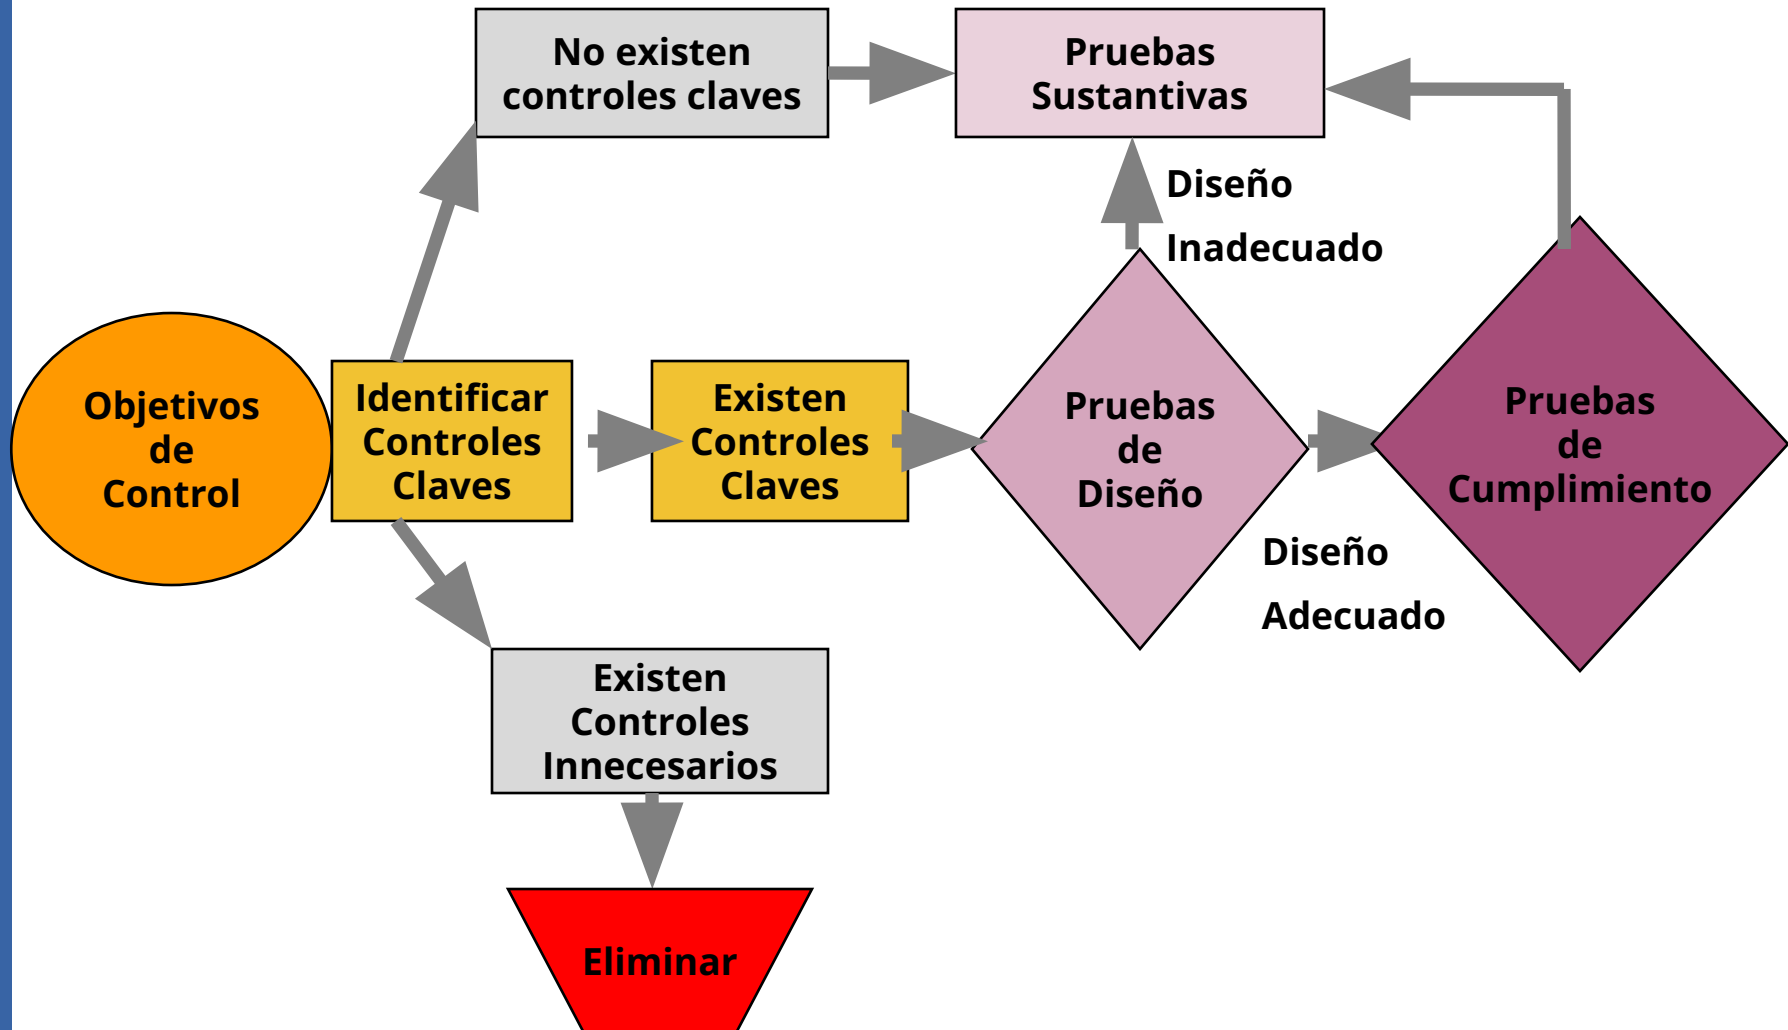 No existen
controles claves
Pruebas
Sustantivas
Diseño
Inadecuado
Objetivos
de
Control
Identificar
Controles
Claves
Existen
Controles
Claves
Pruebas
de
Diseño
Pruebas
de
Cumplimiento
Diseño
Adecuado
Existen
Controles
Innecesarios
Eliminar